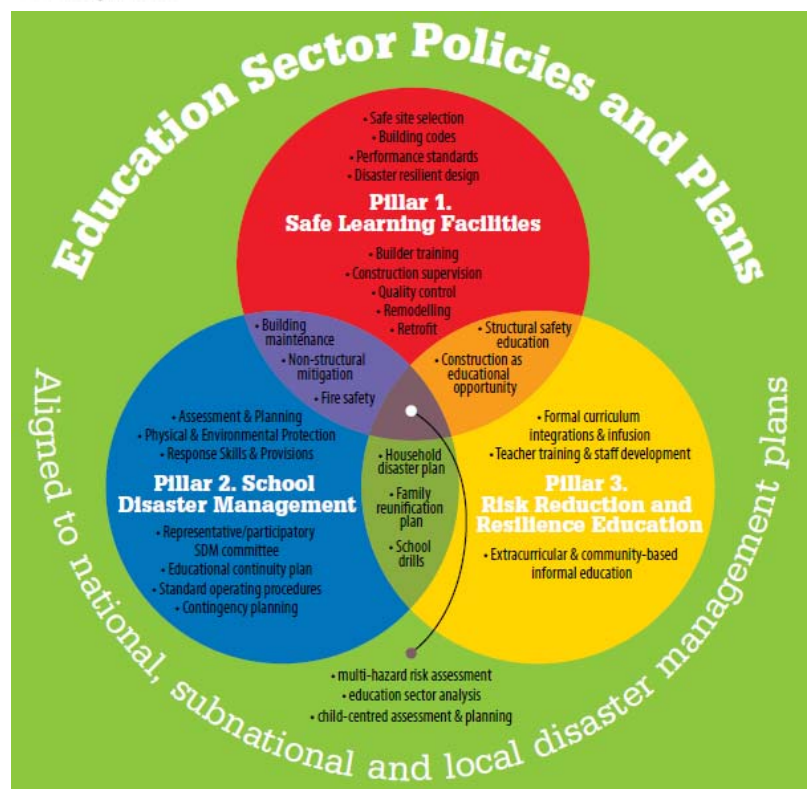 Education Sector Policies and Plans
• Safe site selection
• Building codes
• Performance standards
• Disaster resilient design
Pillar 1.
Safe Learning Facilities
• Builder training
• Construction supervision
• Quality control
• Remodelling
• Retrofit
• Building
maintenance
• Non-structural
mitigation
• Fire safety
• Structural safety
education
• Construction as
educational
opportunity
• Assessment & Planning
• Physical & Environmental Protection
• Response Skills & Provisions
Pillar 2. School
Disaster Management
• Representative/participatory
SDM committee
• Educational continuity plan
• Standard operating procedures
• Contingency planning
• Household
disaster plan
• Family
reunification
plan
• School
drills
• Formal curriculum
integrations & infusion
• Teacher training & staff development
Pillar 3.
Risk Reduction and
Resilience Education
• Extracurricular & community-based
informal education
• multi-hazard risk assessment
• education sector analysis
• child-centred assessment & planning
Aligned to national, subnational and local disaster management plans